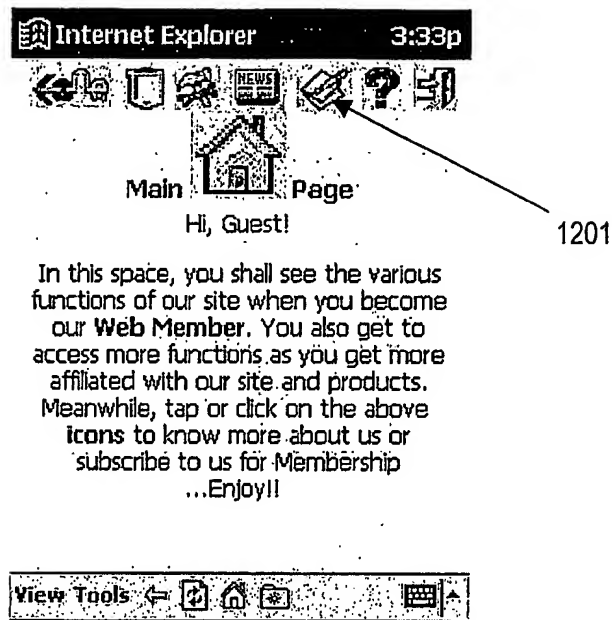 Internet Explorer 3:33p
NEWS
Main Page
Hi, Guest!
1201
In this space, you shall see the various
functions of our site when you become
our Web Member. You also get to
access more functions as you get more
affiliated with our site and products.
Meanwhile, tap or click on the above
icons to know more about us or
subscribe to us for Membership
...Enjoy!!
View Tools